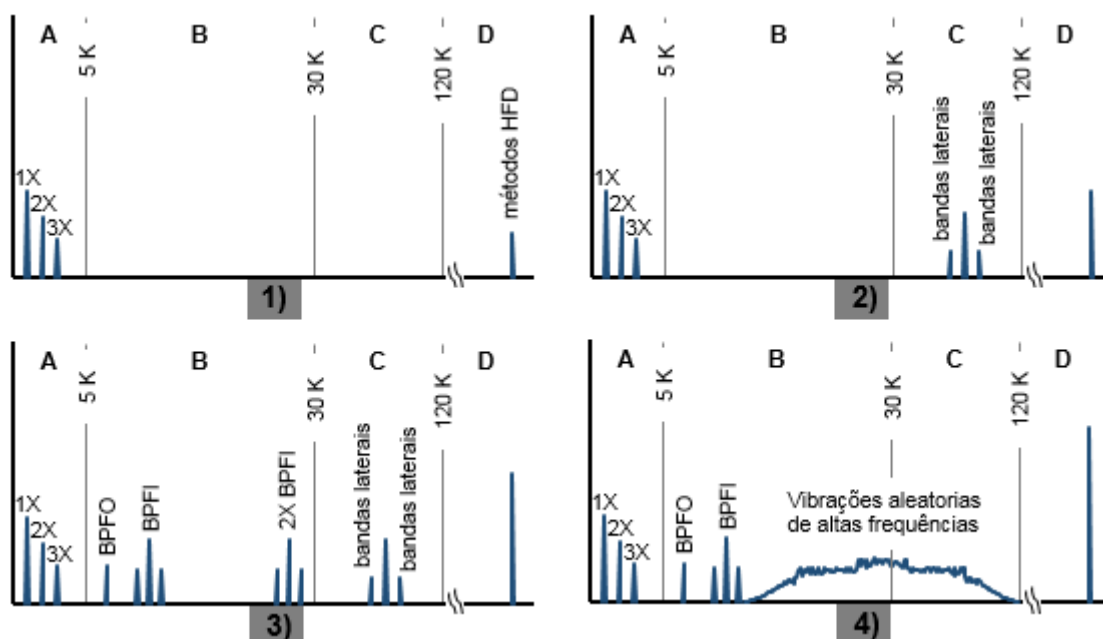 A B C D
5 K
30 K
120 K
1X
2X
3X
métodos HFD
1)
A B C D
5 K
30 K
120 K
1X
2X
3X
bandas laterais
bandas laterais
2)
A B C D
5 K
30 K
120 K
1X
2X
3X
BPFO
BPFI
2X BPFI
bandas laterais
bandas laterais
3)
A B C D
5 K
30 K
120 K
1X
2X
3X
BPFO
BPFI
Vibrações aleatorias
de altas frequências
4)